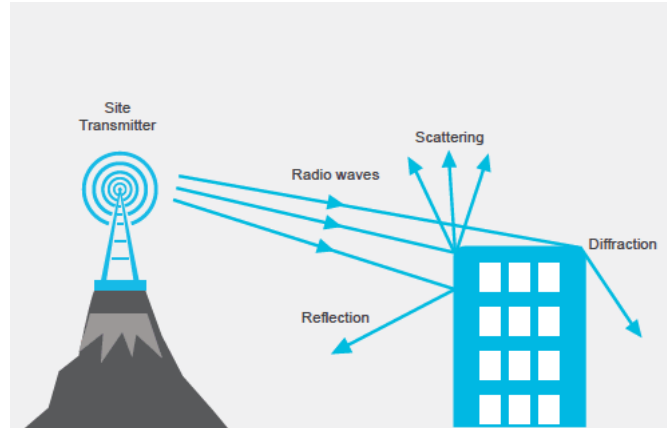 Site
Transmitter
Scattering
Radio waves
Diffraction
Reflection